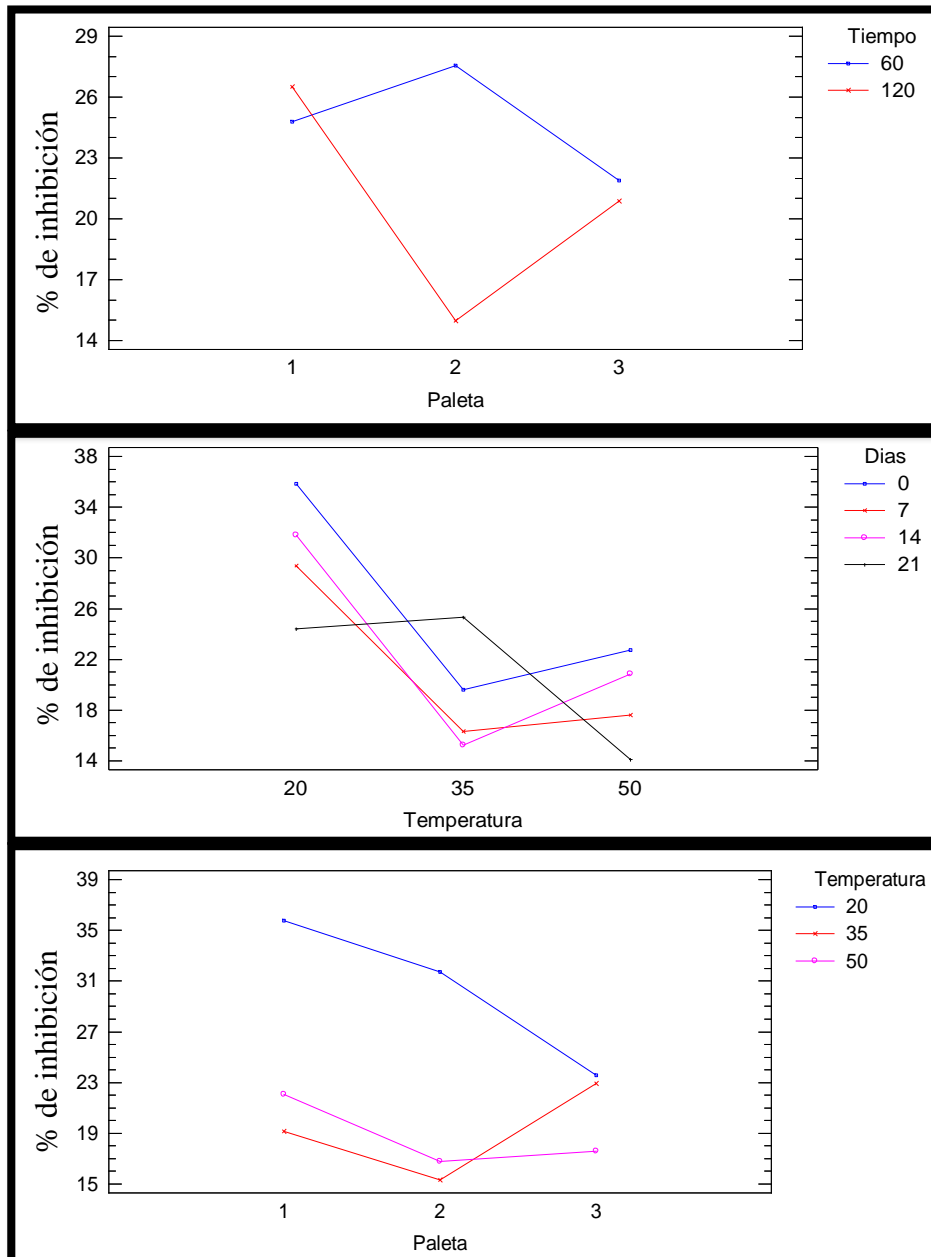 Tiempo
60
120
% de inhibición
29
26
23
20
17
14
1 2 3
Paleta
Dias
0
7
14
21
% de inhibición
38
34
30
26
22
18
14
20 35 50
Temperatura
Temperatura
20
35
50
% de inhibición
39
35
31
27
23
19
15
1 2 3
Paleta